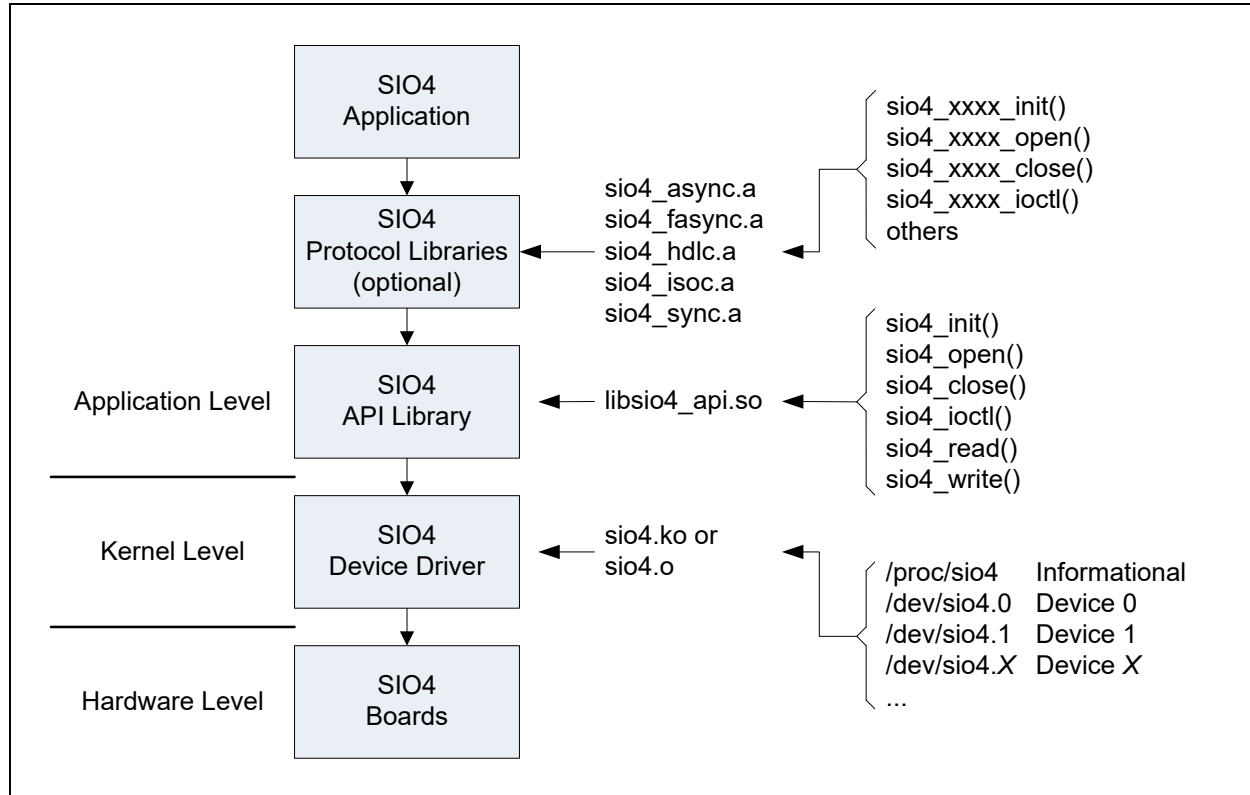 SIO4
Application
SIO4
Protocol Libraries
(optional)
sio4_async.a
sio4_fasync.a
sio4_hdlc.a
sio4_isoc.a
sio4_sync.a
sio4_xxxx_init()
sio4_xxxx_open()
sio4_xxxx_close()
sio4_xxxx_ioctl()
others
Application Level
SIO4
API Library
libsio4_api.so
sio4_init()
sio4_open()
sio4_close()
sio4_ioctl()
sio4_read()
sio4_write()
Kernel Level
SIO4
Device Driver
sio4.ko or
sio4.o
/proc/sio4 Informational
/dev/sio4.0 Device 0
/dev/sio4.1 Device 1
/dev/sio4.X Device X
...
Hardware Level
SIO4
Boards